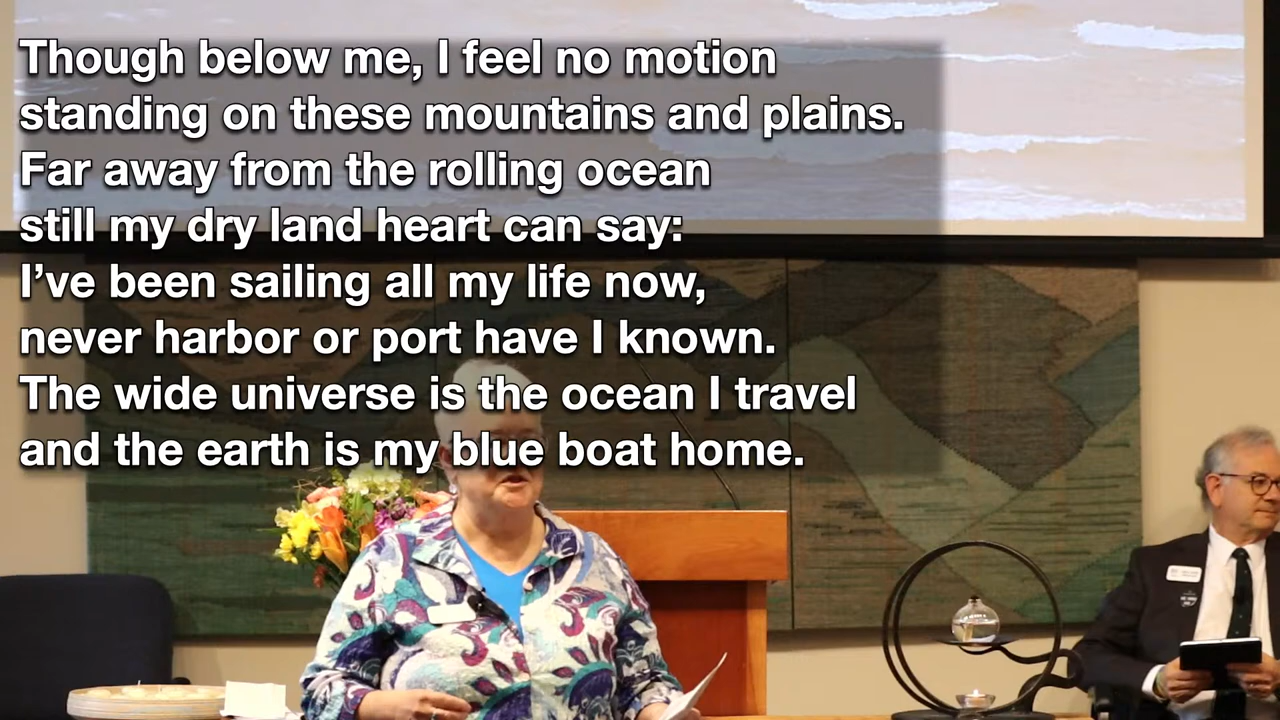 Though below me, I feel no motion
standing on these mountains and plains.
Far away from the rolling ocean
still my dry land heart can say:
I’ve been sailing all my life now,
never harbor or port have I known.
The wide universe is the ocean I travel
and the earth is my blue boat home.